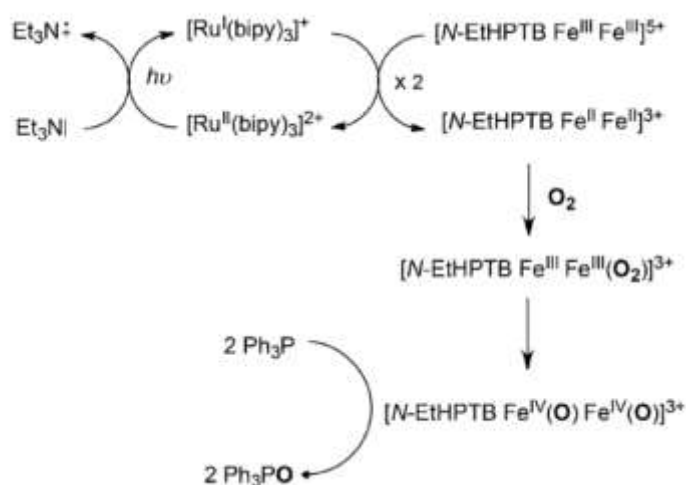 Et₃N⁚ [Ruᴵ(bipy)₃]⁺ [N-EtHPTB Feᴵᴵᴵ Feᴵᴵᴵ]⁵⁺
hυ x 2
Et₃N| [Ruᴵᴵ(bipy)₃]²⁺ [N-EtHPTB Feᴵᴵ Feᴵᴵ]³⁺
O₂
[N-EtHPTB Feᴵᴵᴵ Feᴵᴵᴵ(O₂)]³⁺
2 Ph₃P
[N-EtHPTB Feᴵⱽ(O) Feᴵⱽ(O)]³⁺
2 Ph₃PO